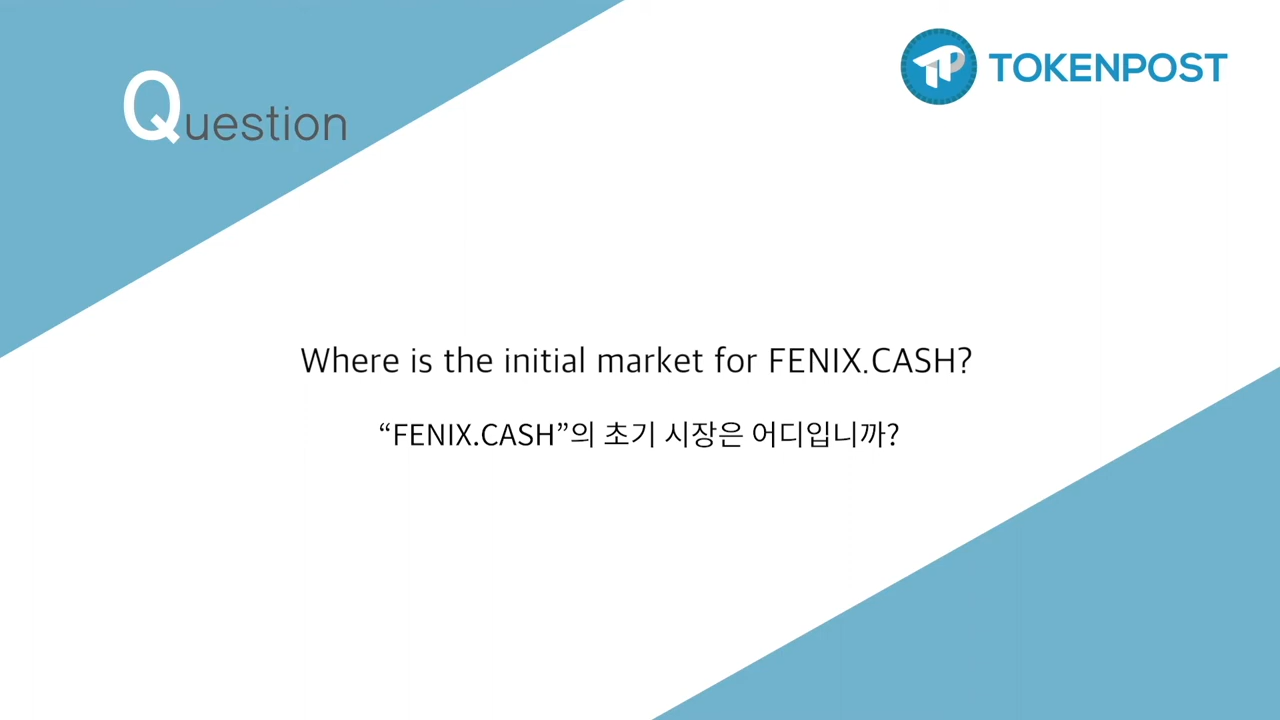 Question
TOKENPOST
Where is the initial market for FENIX.CASH?
“FENIX.CASH”의 초기 시장은 어디입니까?